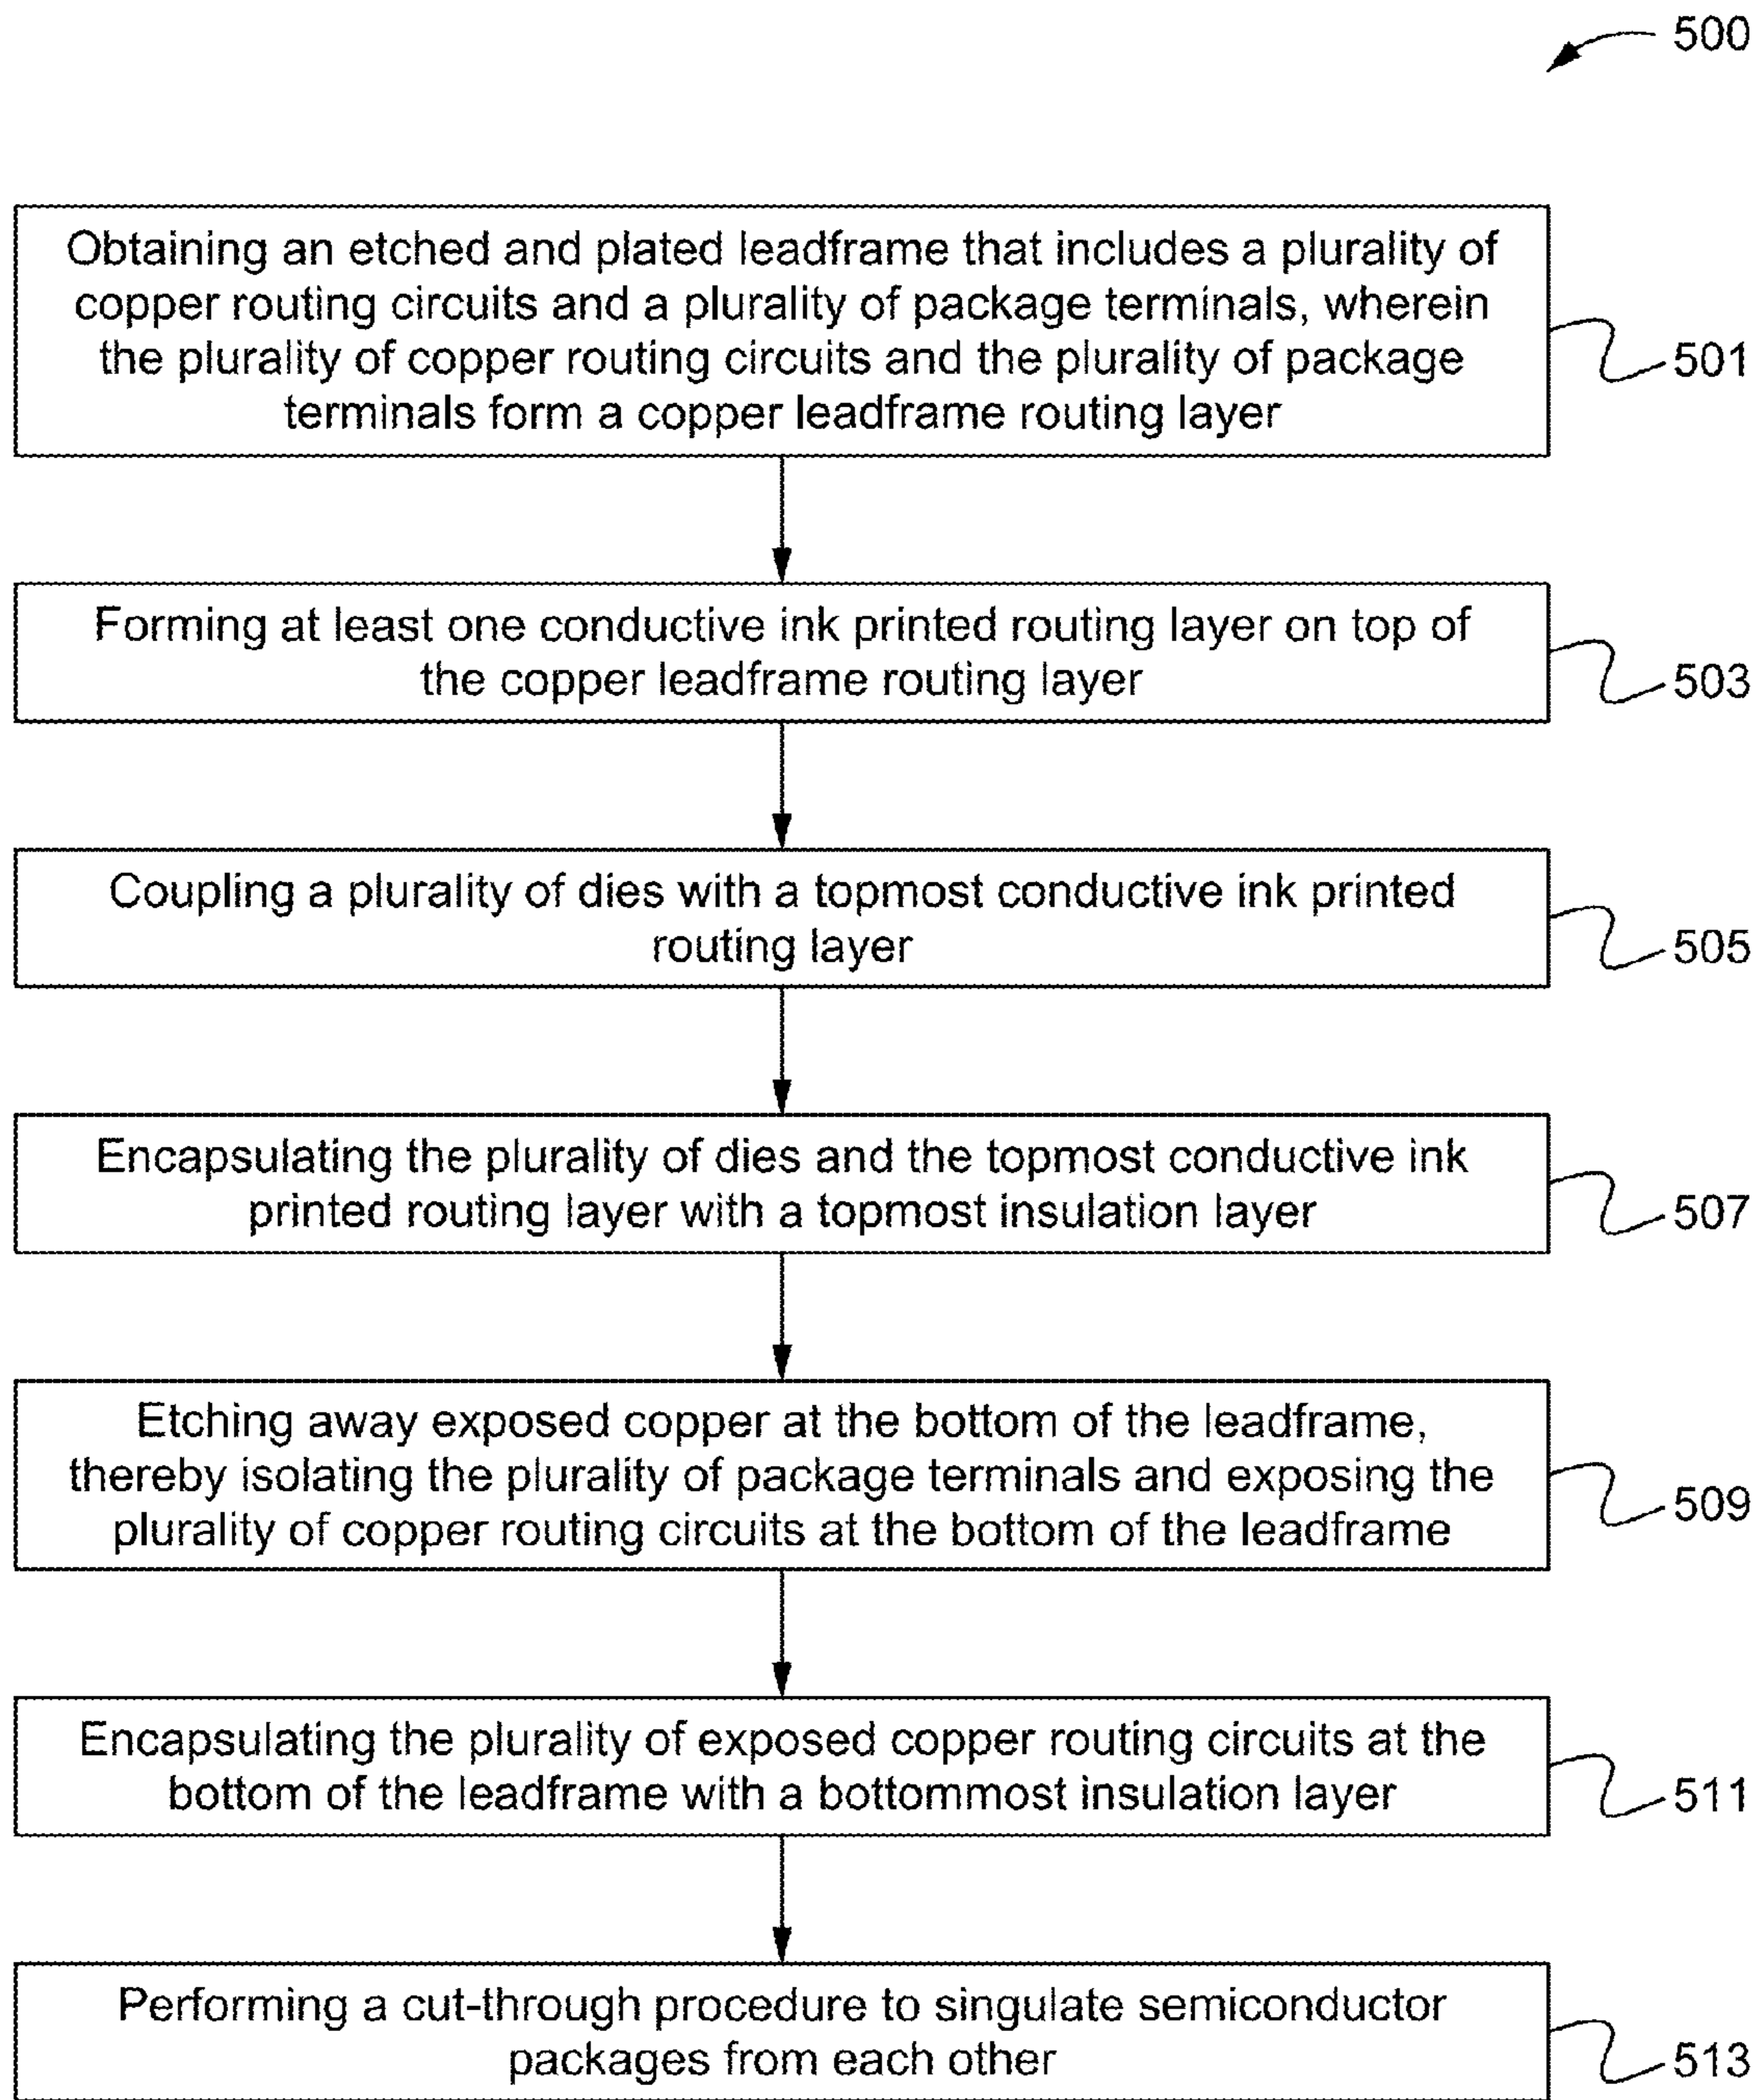 500
Obtaining an etched and plated leadframe that includes a plurality of
copper routing circuits and a plurality of package terminals, wherein
the plurality of copper routing circuits and the plurality of package
terminals form a copper leadframe routing layer
501
Forming at least one conductive ink printed routing layer on top of
the copper leadframe routing layer
503
Coupling a plurality of dies with a topmost conductive ink printed
routing layer
505
Encapsulating the plurality of dies and the topmost conductive ink
printed routing layer with a topmost insulation layer
507
Etching away exposed copper at the bottom of the leadframe,
thereby isolating the plurality of package terminals and exposing the
plurality of copper routing circuits at the bottom of the leadframe
509
Encapsulating the plurality of exposed copper routing circuits at the
bottom of the leadframe with a bottommost insulation layer
511
Performing a cut-through procedure to singulate semiconductor
packages from each other
513